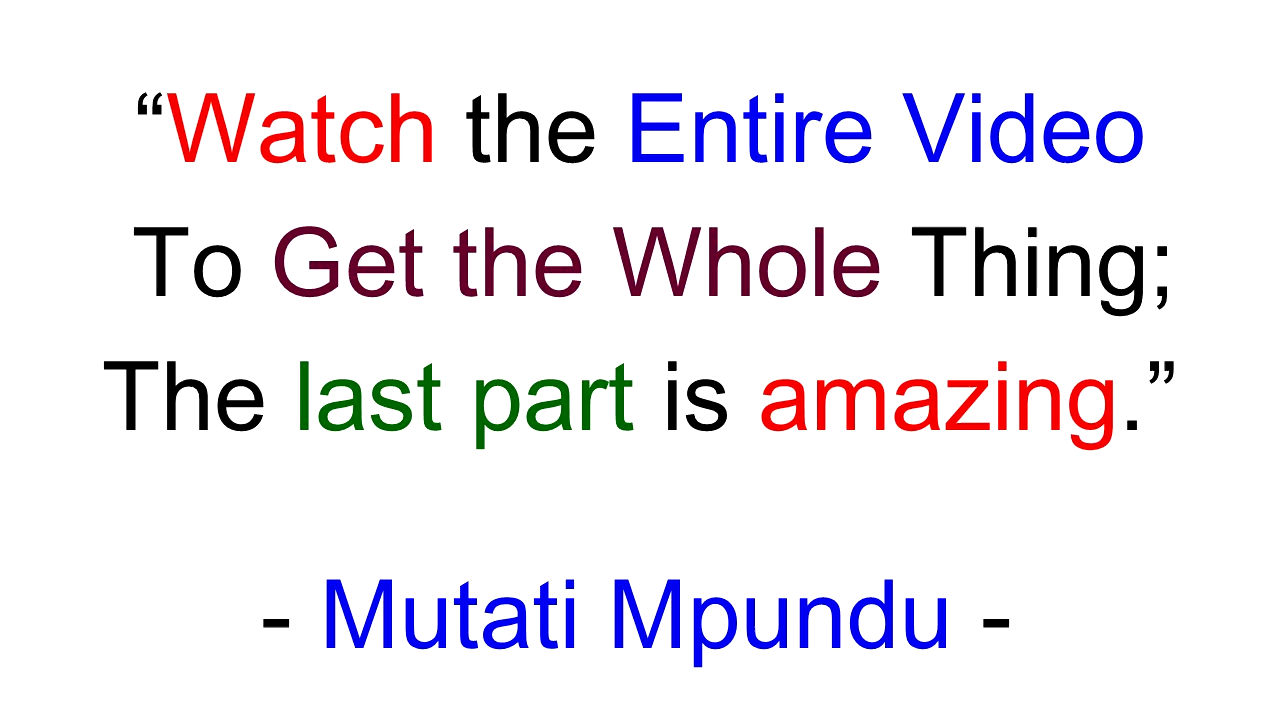 “Watch the Entire Video
To Get the Whole Thing;
The last part is amazing.”
- Mutati Mpundu -